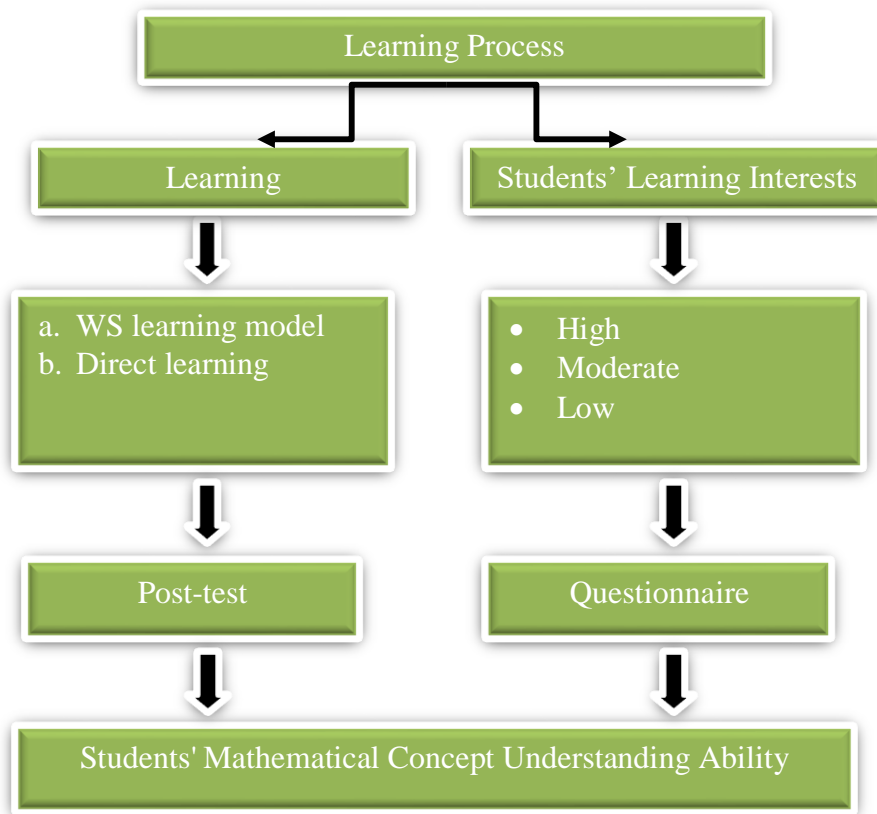 Learning Process
Learning
Students’ Learning Interests
a. WS learning model
b. Direct learning
• High
• Moderate
• Low
Post-test
Questionnaire
Students' Mathematical Concept Understanding Ability